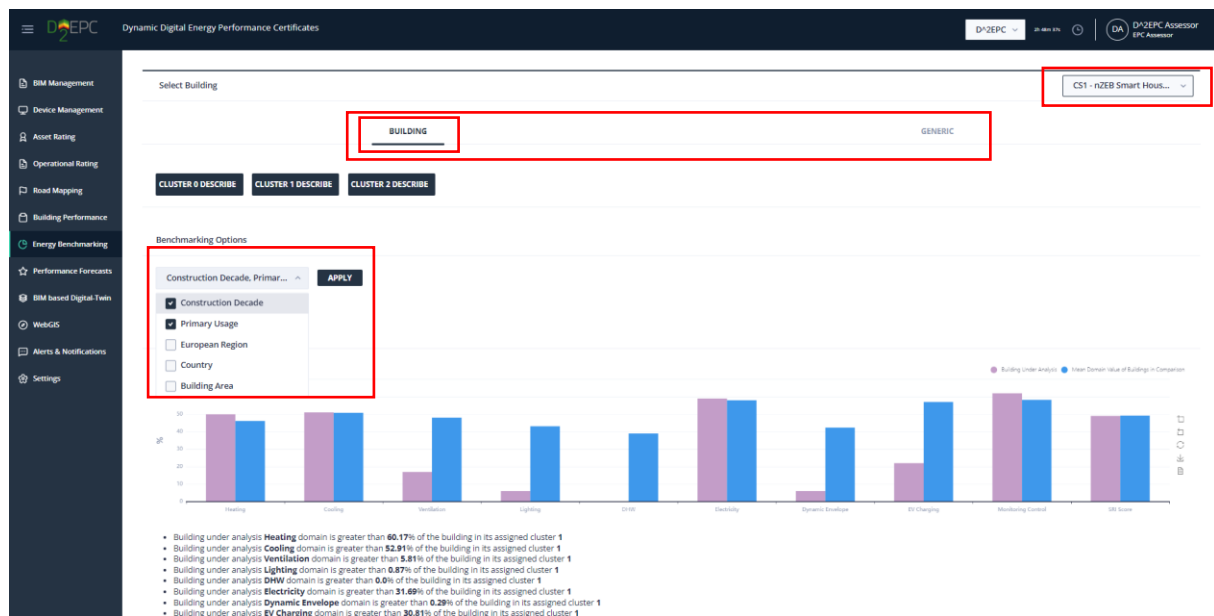 D2EPC
Dynamic Digital Energy Performance Certificates
D^2EPC
D^2EPC Assessor
DA
EPC Assessor
BIM Management
Device Management
Asset Rating
Operational Rating
Road Mapping
Building Performance
Energy Benchmarking
Performance Forecasts
BIM based Digital-Twin
WebGIS
Alerts & Notifications
Settings
Select Building
CS1 - nZEB Smart Hous...
BUILDING
GENERIC
CLUSTER 0 DESCRIBE
CLUSTER 1 DESCRIBE
CLUSTER 2 DESCRIBE
Benchmarking Options
Construction Decade, Primar...
APPLY
Construction Decade
Primary Usage
European Region
Country
Building Area
Building Under Analysis
Mean Domain Value of Buildings in Comparison
%
50
40
30
20
10
0
Heating
Cooling
Ventilation
Lighting
DHW
Electricity
Dynamic Envelope
EV Charging
Monitoring Control
SRI Score
• Building under analysis Heating domain is greater than 60.17% of the building in its assigned cluster 1
• Building under analysis Cooling domain is greater than 52.91% of the building in its assigned cluster 1
• Building under analysis Ventilation domain is greater than 5.81% of the building in its assigned cluster 1
• Building under analysis Lighting domain is greater than 0.87% of the building in its assigned cluster 1
• Building under analysis DHW domain is greater than 0.0% of the building in its assigned cluster 1
• Building under analysis Electricity domain is greater than 31.69% of the building in its assigned cluster 1
• Building under analysis Dynamic Envelope domain is greater than 0.29% of the building in its assigned cluster 1
• Building under analysis EV Charging domain is greater than 30.81% of the building in its assigned cluster 1